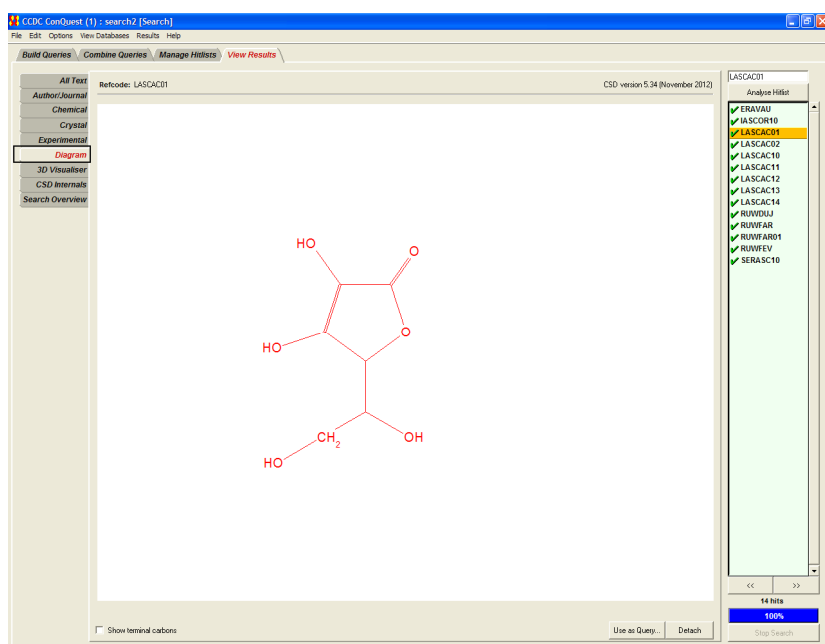 CCDC ConQuest (1) : search2 [Search]
File Edit Options View Databases Results Help
Build Queries Combine Queries Manage Hitlists View Results
All Text
Author/Journal
Chemical
Crystal
Experimental
Diagram
3D Visualiser
CSD Internals
Search Overview
Refcode: LASCAC01 CSD version 5.34 (November 2012)
HO
O
O
HO
CH2
OH
HO
Show terminal carbons
Use as Query... Detach
LASCAC01
Analyse Hitlist
ERAVAU
IASCOR10
LASCAC01
LASCAC02
LASCAC10
LASCAC11
LASCAC12
LASCAC13
LASCAC14
RUWDUJ
RUWFAR
RUWFAR01
RUWFEV
SERASC10
<< >>
14 hits
100%
Stop Search